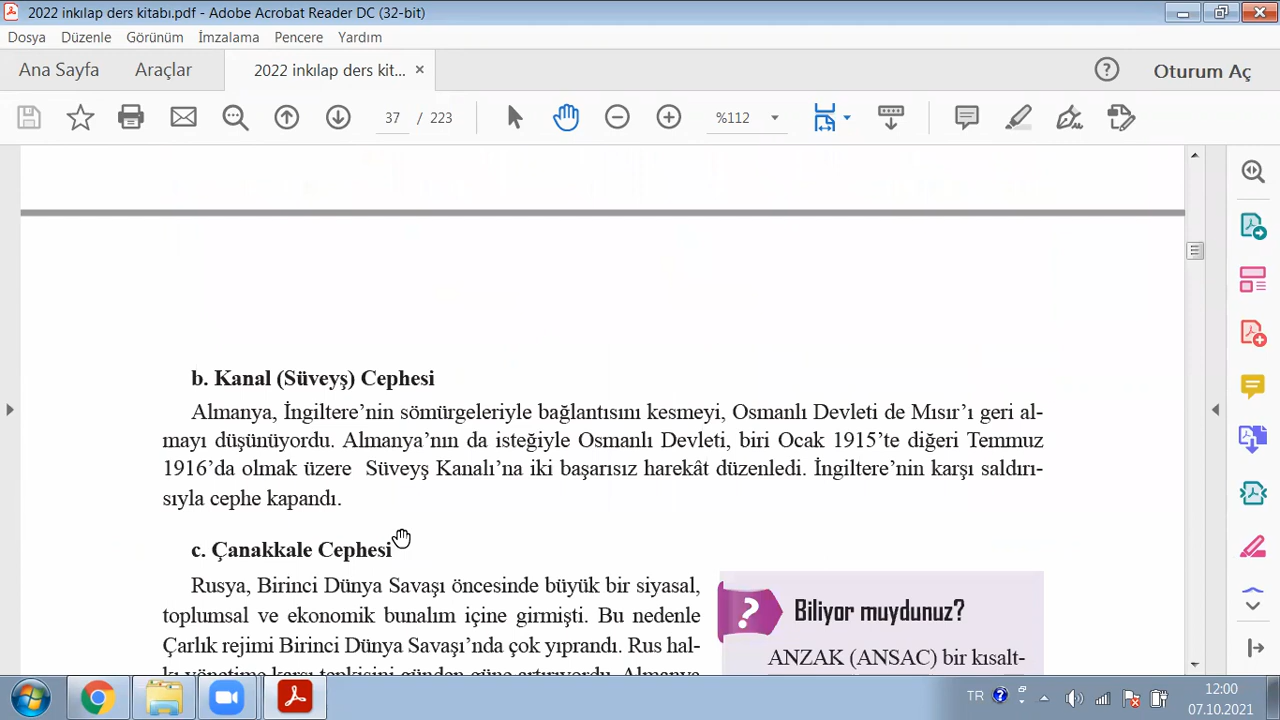 2022 inkılap ders kitabı.pdf - Adobe Acrobat Reader DC (32-bit)
Dosya Düzenle Görünüm İmzalama Pencere Yardım
Ana Sayfa Araçlar 2022 inkılap ders kit... × Oturum Aç
37 / 223 %112
b. Kanal (Süveyş) Cephesi
Almanya, İngiltere’nin sömürgeleriyle bağlantısını kesmeyi, Osmanlı Devleti de Mısır’ı geri al-
mayı düşünüyordu. Almanya’nın da isteğiyle Osmanlı Devleti, biri Ocak 1915’te diğeri Temmuz
1916’da olmak üzere Süveyş Kanalı’na iki başarısız harekât düzenledi. İngiltere’nin karşı saldırı-
sıyla cephe kapandı.
c. Çanakkale Cephesi
Rusya, Birinci Dünya Savaşı öncesinde büyük bir siyasal,
toplumsal ve ekonomik bunalım içine girmişti. Bu nedenle
Çarlık rejimi Birinci Dünya Savaşı’nda çok yıprandı. Rus hal-
kı yönetime karşı tepkisini günden güne artırıyordu. Almanya
? Biliyor muydunuz?
ANZAK (ANSAC) bir kısalt-
TR 12:00
07.10.2021